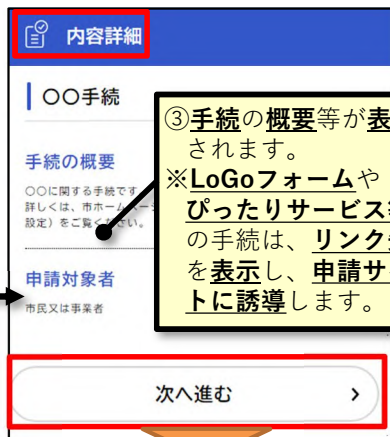 内容詳細
〇〇手続
手続の概要
〇〇に関する手続です
詳しくは、市ホームページ
設定）をご覧ください。
申請対象者
市民又は事業者
次へ進む
③手続の概要等が表
されます。
※LoGoフォームや
ぴったりサービス
の手続は、リンク
を表示し、申請サ
トに誘導します。